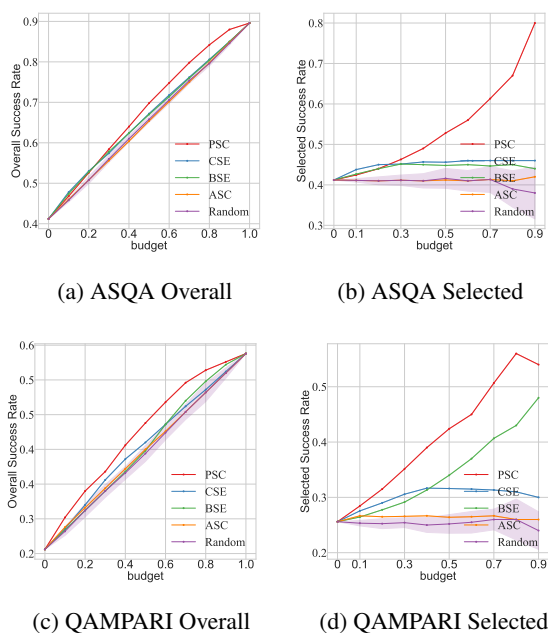 0.9
0.8
0.7
0.6
0.5
0.4
Overall Success Rate
PSC
CSE
BSE
ASC
Random
0 0.2 0.4 0.6 0.8 1.0
budget
(a) ASQA Overall
0.8
0.7
0.6
0.5
0.4
0.3
Selected Success Rate
PSC
CSE
BSE
ASC
Random
0 0.1 0.3 0.5 0.7 0.9
budget
(b) ASQA Selected
0.6
0.5
0.5
0.4
0.4
0.3
0.2
Overall Success Rate
PSC
CSE
BSE
ASC
Random
0 0.2 0.4 0.6 0.8 1.0
budget
(c) QAMPARI Overall
0.5
0.4
0.3
0.2
Selected Success Rate
PSC
CSE
BSE
ASC
Random
0 0.1 0.3 0.5 0.7 0.9
budget
(d) QAMPARI Selected